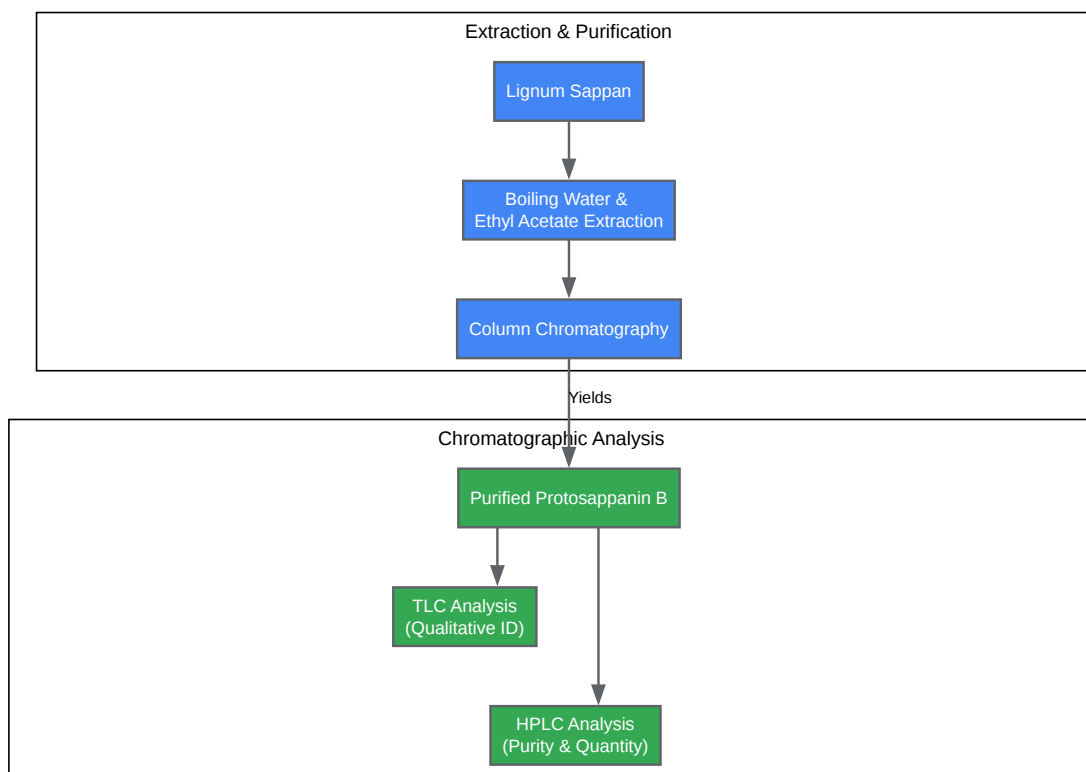 Extraction & Purification
Lignum Sappan
Boiling Water &
Ethyl Acetate Extraction
Column Chromatography
Yields
Chromatographic Analysis
Purified Protosappanin B
TLC Analysis
(Qualitative ID)
HPLC Analysis
(Purity & Quantity)